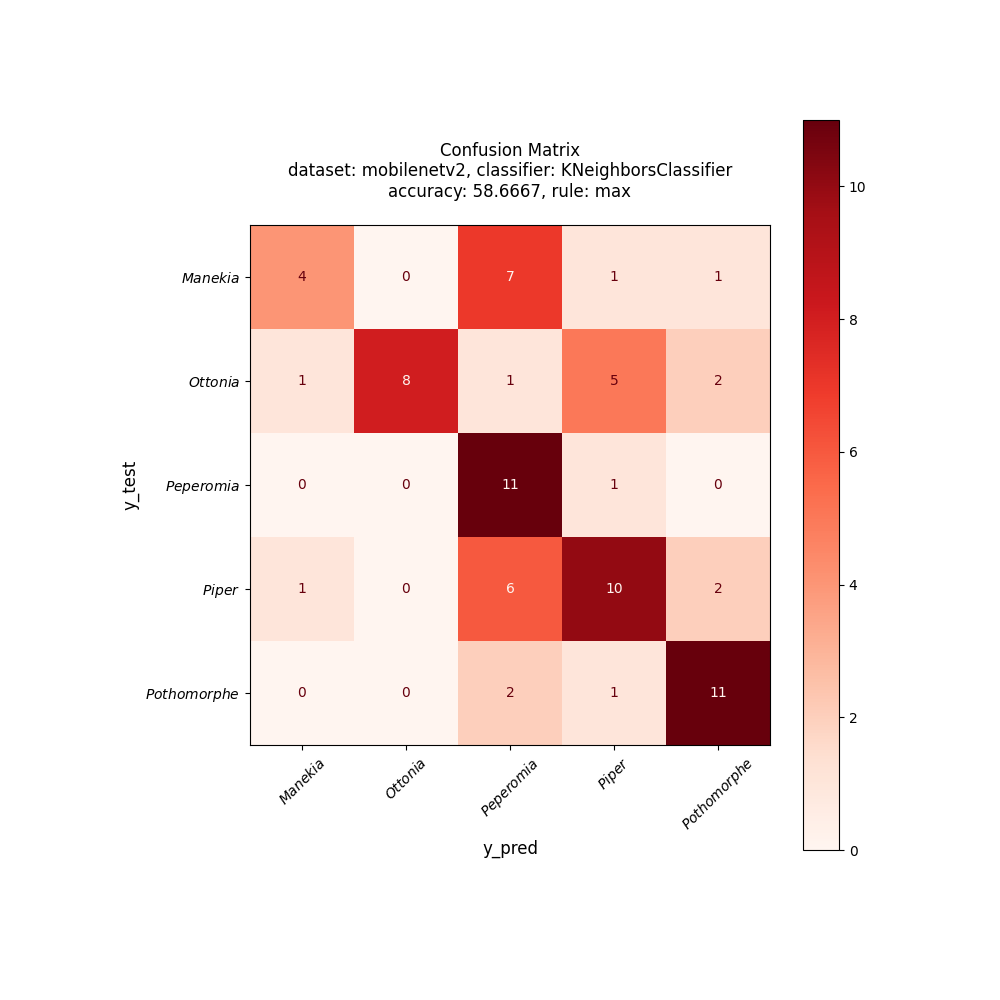 Confusion Matrix
dataset: mobilenetv2, classifier: KNeighborsClassifier
accuracy: 58.6667, rule: max
Manekia 4 0 7 1 1
Ottonia 1 8 1 5 2
Peperomia 0 0 11 1 0
Piper 1 0 6 10 2
Pothomorphe 0 0 2 1 11
Manekia Ottonia Peperomia Piper Pothomorphe
y_pred
y_test
10
8
6
4
2
0